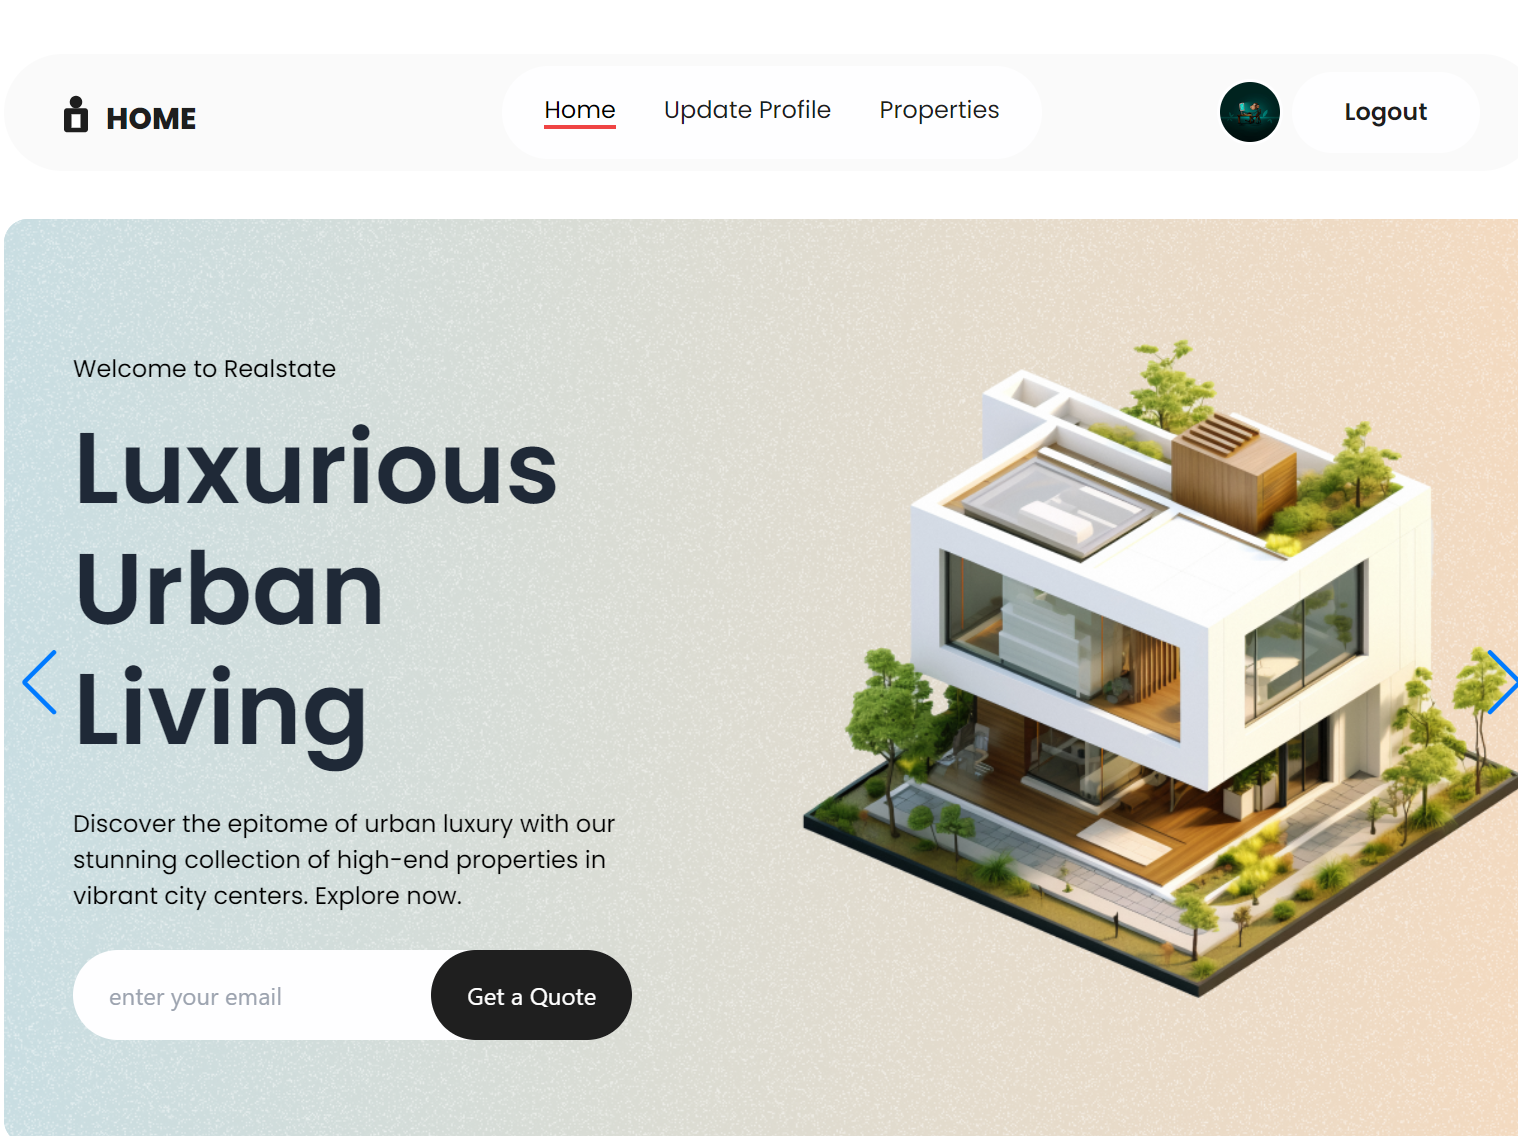 HOME
Home Update Profile Properties
Logout
Welcome to Realstate
Luxurious
Urban
Living
Discover the epitome of urban luxury with our
stunning collection of high-end properties in
vibrant city centers. Explore now.
enter your email Get a Quote